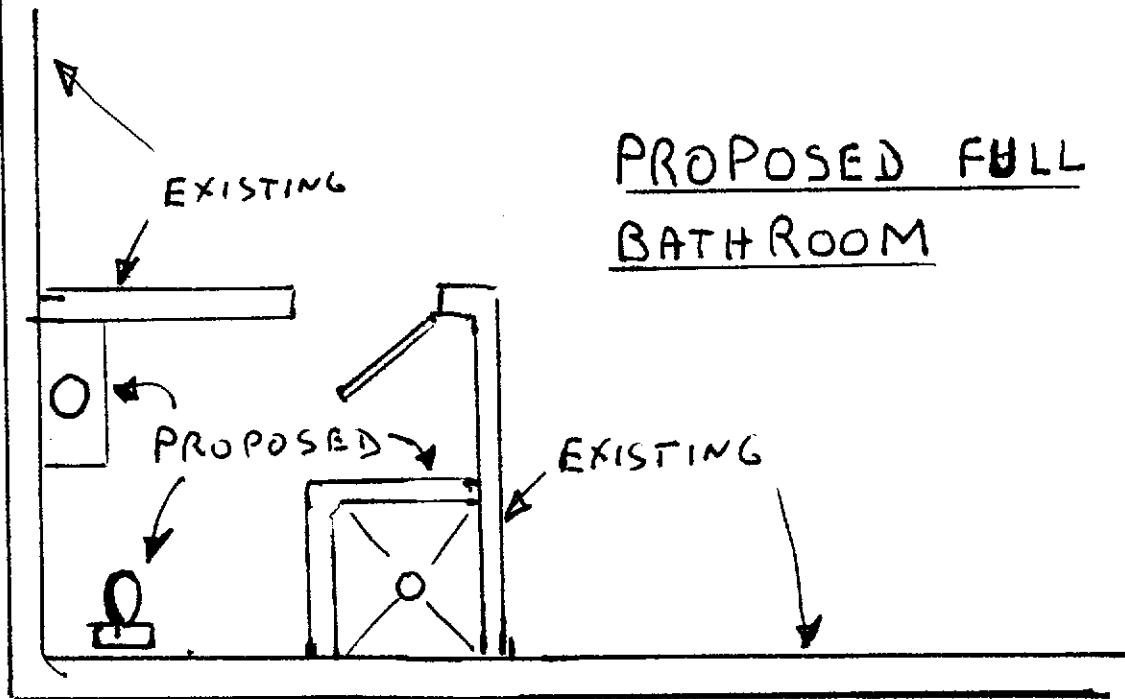 PROPOSED FULL
BATHROOM
EXISTING
PROPOSED
EXISTING